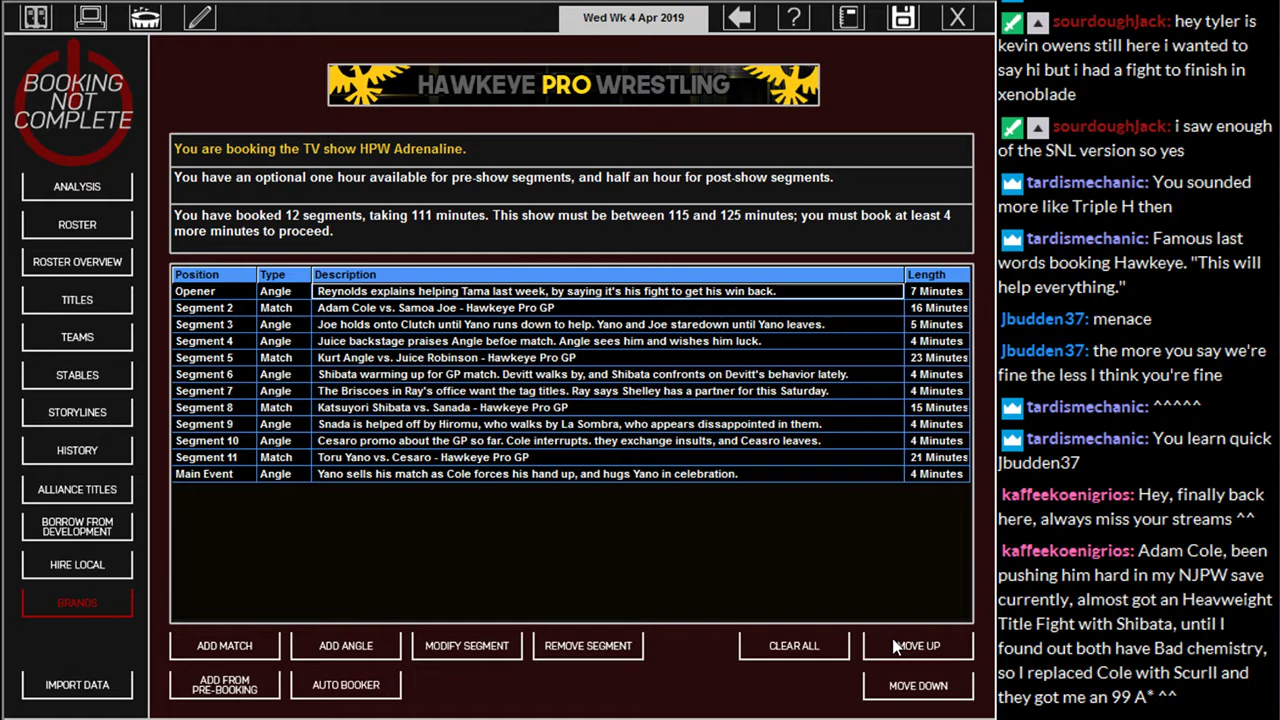 Wed Wk 4 Apr 2019
BOOKING
NOT
COMPLETE
ANALYSIS
ROSTER
ROSTER OVERVIEW
TITLES
TEAMS
STABLES
STORYLINES
HISTORY
ALLIANCE TITLES
BORROW FROM
DEVELOPMENT
HIRE LOCAL
BRANDS
IMPORT DATA
HAWKEYE PRO WRESTLING
You are booking the TV show HPW Adrenaline.
You have an optional one hour available for pre-show segments, and half an hour for post-show segments.
You have booked 12 segments, taking 111 minutes. This show must be between 115 and 125 minutes; you must book at least 4
more minutes to proceed.
Position Type Description Length
Opener Angle Reynolds explains helping Tama last week, by saying it's his fight to get his win back. 7 Minutes
Segment 2 Match Adam Cole vs. Samoa Joe - Hawkeye Pro GP 16 Minutes
Segment 3 Angle Joe holds onto Clutch until Yano runs down to help. Yano and Joe staredown until Yano leaves. 5 Minutes
Segment 4 Angle Juice backstage praises Angle befoe match. Angle sees him and wishes him luck. 4 Minutes
Segment 5 Match Kurt Angle vs. Juice Robinson - Hawkeye Pro GP 23 Minutes
Segment 6 Angle Shibata warming up for GP match. Devitt walks by, and Shibata confronts on Devitt's behavior lately. 4 Minutes
Segment 7 Angle The Briscoes in Ray's office want the tag titles. Ray says Shelley has a partner for this Saturday. 4 Minutes
Segment 8 Match Katsuyori Shibata vs. Sanada - Hawkeye Pro GP 15 Minutes
Segment 9 Angle Snada is helped off by Hiromu, who walks by La Sombra, who appears dissappointed in them. 4 Minutes
Segment 10 Angle Cesaro promo about the GP so far. Cole interrupts. they exchange insults, and Ceasro leaves. 4 Minutes
Segment 11 Match Toru Yano vs. Cesaro - Hawkeye Pro GP 21 Minutes
Main Event Angle Yano sells his match as Cole forces his hand up, and hugs Yano in celebration. 4 Minutes
ADD MATCH ADD ANGLE MODIFY SEGMENT REMOVE SEGMENT CLEAR ALL MOVE UP
ADD FROM
PRE-BOOKING
AUTO BOOKER
MOVE DOWN
sourdoughJack: hey tyler is
kevin owens still here i wanted to
say hi but i had a fight to finish in
xenoblade
sourdoughJack: i saw enough
of the SNL version so yes
tardismechanic: You sounded
more like Triple H then
tardismechanic: Famous last
words booking Hawkeye. "This will
help everything."
Jbudden37: menace
Jbudden37: the more you say we're
fine the less I think you're fine
tardismechanic: ^^^^^
tardismechanic: You learn quick
Jbudden37
kaffeekoenigrios: Hey, finally back
here, always miss your streams ^^
kaffeekoenigrios: Adam Cole, been
pushing him hard in my NJPW save
currently, almost got an Heavweight
Title Fight with Shibata, until I
found out both have Bad chemistry,
so I replaced Cole with Scurll and
they got me an 99 A* ^^